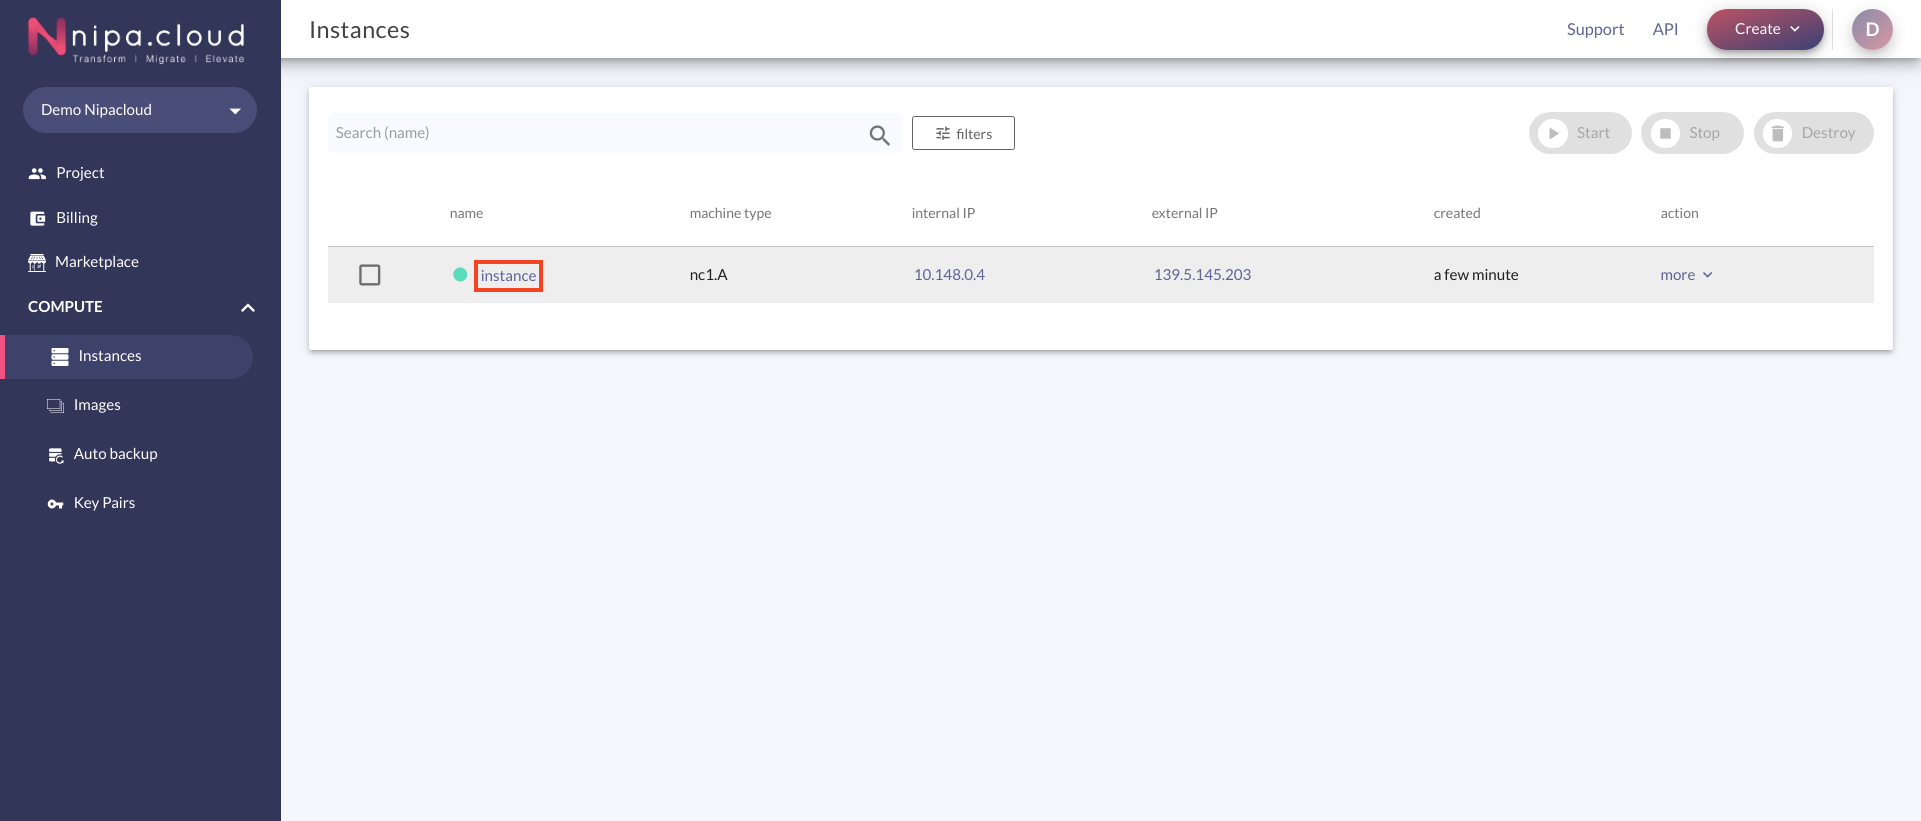 nipa.cloud
Transform | Migrate | Elevate
Demo Nipacloud
Project
Billing
Marketplace
COMPUTE
Instances
Images
Auto backup
Key Pairs
Instances
Support
API
Create
D
Search (name)
filters
Start
Stop
Destroy
name machine type internal IP external IP created action
instance nc1.A 10.148.0.4 139.5.145.203 a few minute more